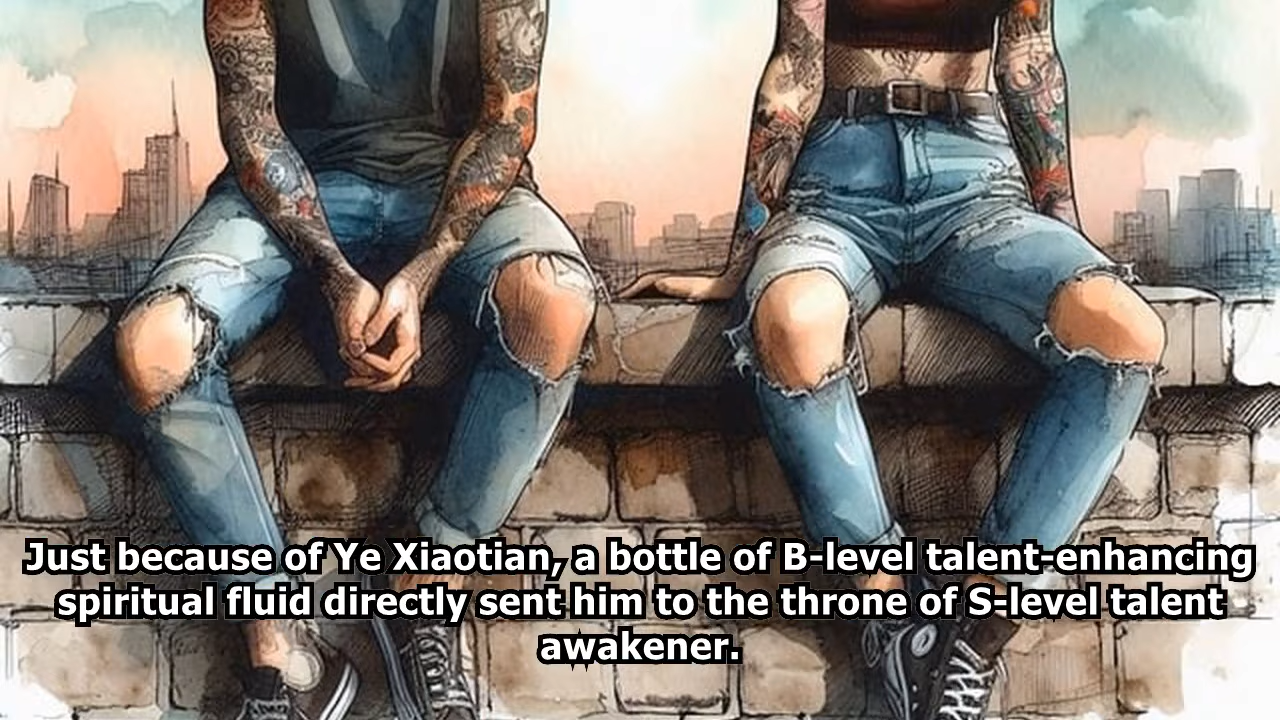 Just because of Ye Xiaotian, a bottle of B-level talent-enhancing
spiritual fluid directly sent him to the throne of S-level talent
awakener.